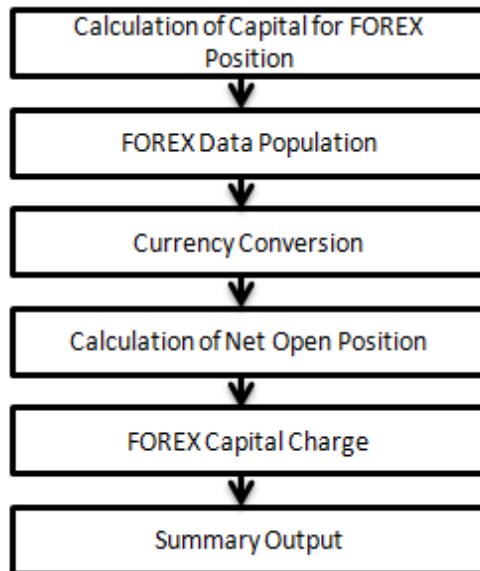 Calculation of Capital for FOREX
Position
FOREX Data Population
Currency Conversion
Calculation of Net Open Position
FOREX Capital Charge
Summary Output